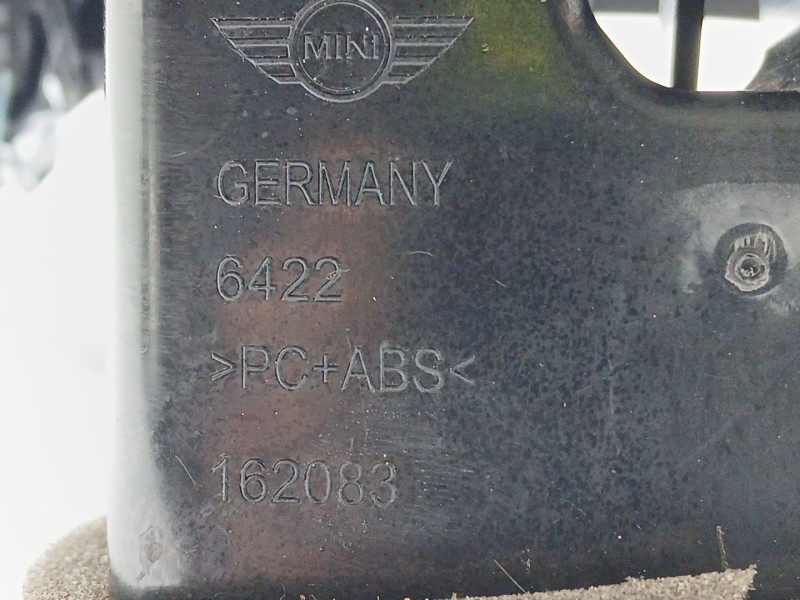 MINI
GERMANY
6422
>PC+ABS<
162083